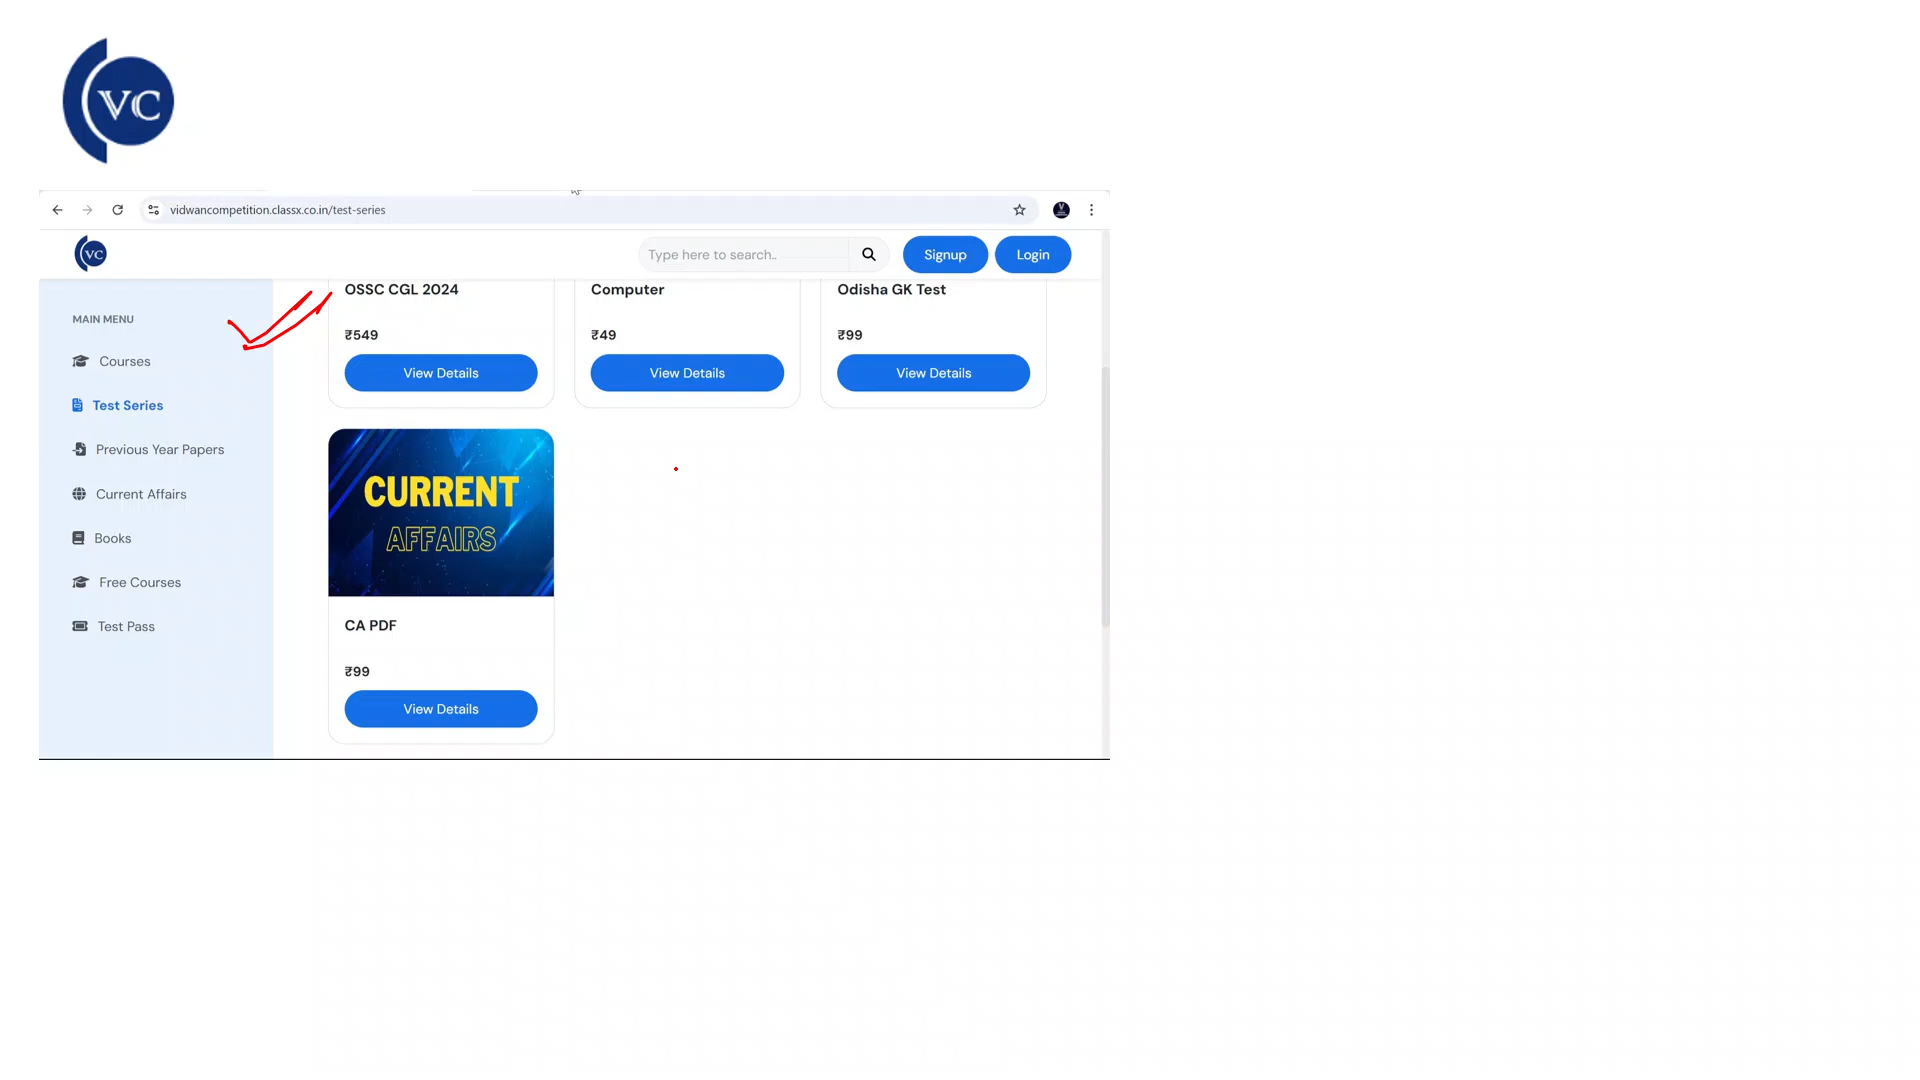 VC
vidwancompetition.classx.co.in/test-series
VC
Type here to search..
Signup
Login
MAIN MENU
Courses
Test Series
Previous Year Papers
Current Affairs
Books
Free Courses
Test Pass
OSSC CGL 2024
₹549
View Details
Computer
₹49
View Details
Odisha GK Test
₹99
View Details
CURRENT
AFFAIRS
CA PDF
₹99
View Details